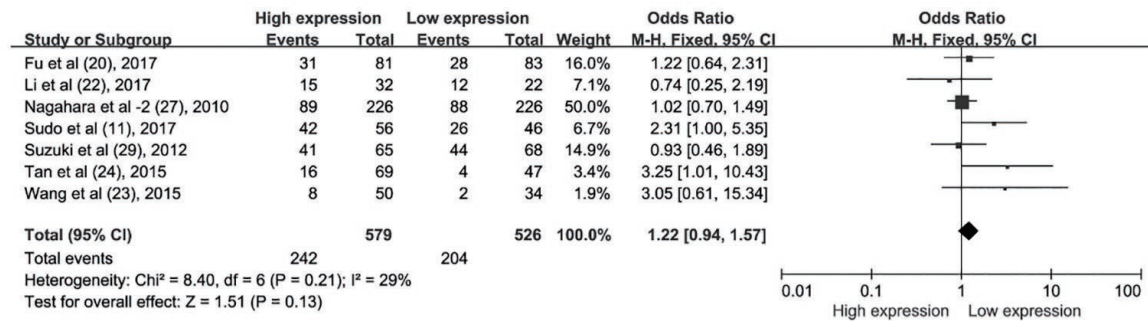 High expression Low expression Odds Ratio Odds Ratio
Study or Subgroup Events Total Events Total Weight M-H, Fixed, 95% CI M-H, Fixed, 95% CI
Fu et al (20), 2017 31 81 28 83 16.0% 1.22 [0.64, 2.31]
Li et al (22), 2017 15 32 12 22 7.1% 0.74 [0.25, 2.19]
Nagahara et al -2 (27), 2010 89 226 88 226 50.0% 1.02 [0.70, 1.49]
Sudo et al (11), 2017 42 56 26 46 6.7% 2.31 [1.00, 5.35]
Suzuki et al (29), 2012 41 65 44 68 14.9% 0.93 [0.46, 1.89]
Tan et al (24), 2015 16 69 4 47 3.4% 3.25 [1.01, 10.43]
Wang et al (23), 2015 8 50 2 34 1.9% 3.05 [0.61, 15.34]
Total (95% CI) 579 526 100.0% 1.22 [0.94, 1.57]
Total events 242 204
Heterogeneity: Chi² = 8.40, df = 6 (P = 0.21); I² = 29%
Test for overall effect: Z = 1.51 (P = 0.13)
0.01 0.1 1 10 100
High expression Low expression